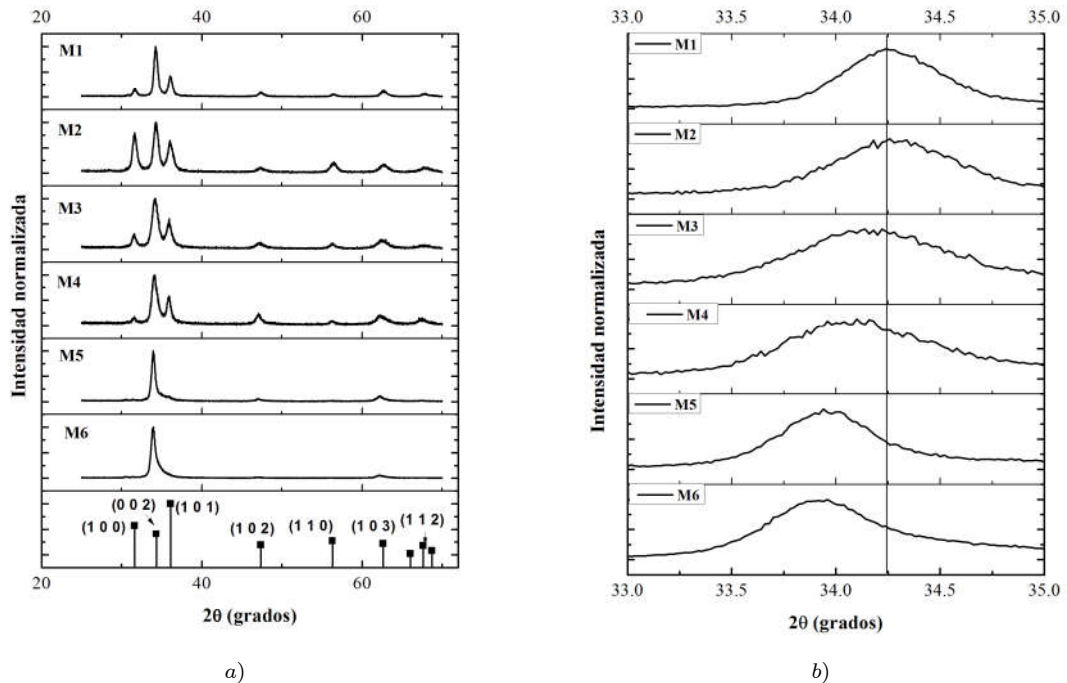 20 40 60
M1
M2
M3
M4
M5
M6
(1 0 0)
(0 0 2)
(1 0 1)
(1 0 2)
(1 1 0)
(1 0 3)
(1 1 2)
20 40 60
2θ (grados)
Intensidad normalizada
a)
33.0 33.5 34.0 34.5 35.0
M1
M2
M3
M4
M5
M6
33.0 33.5 34.0 34.5 35.0
2θ (grados)
Intensidad normalizada
b)